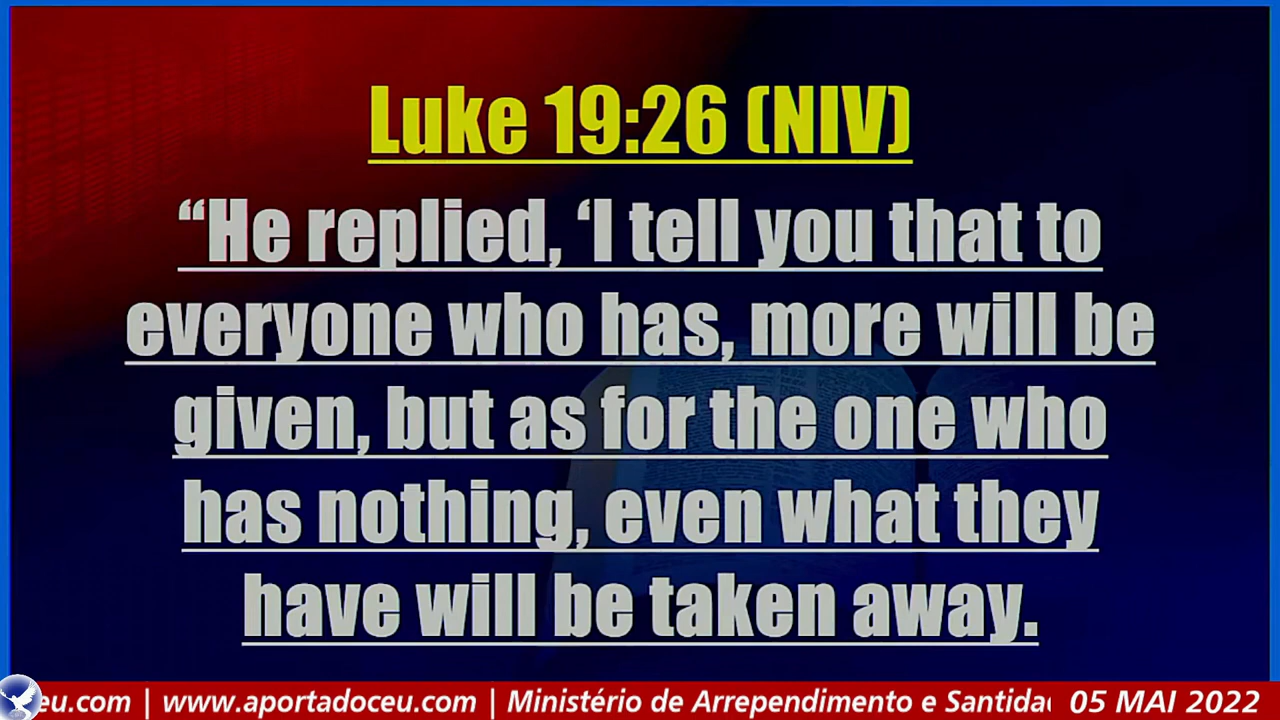 Luke 19:26 (NIV)
“He replied, ‘I tell you that to
everyone who has, more will be
given, but as for the one who
has nothing, even what they
have will be taken away.
eu.com | www.aportadoceu.com | Ministério de Arrependimento e Santida 05 MAI 2022